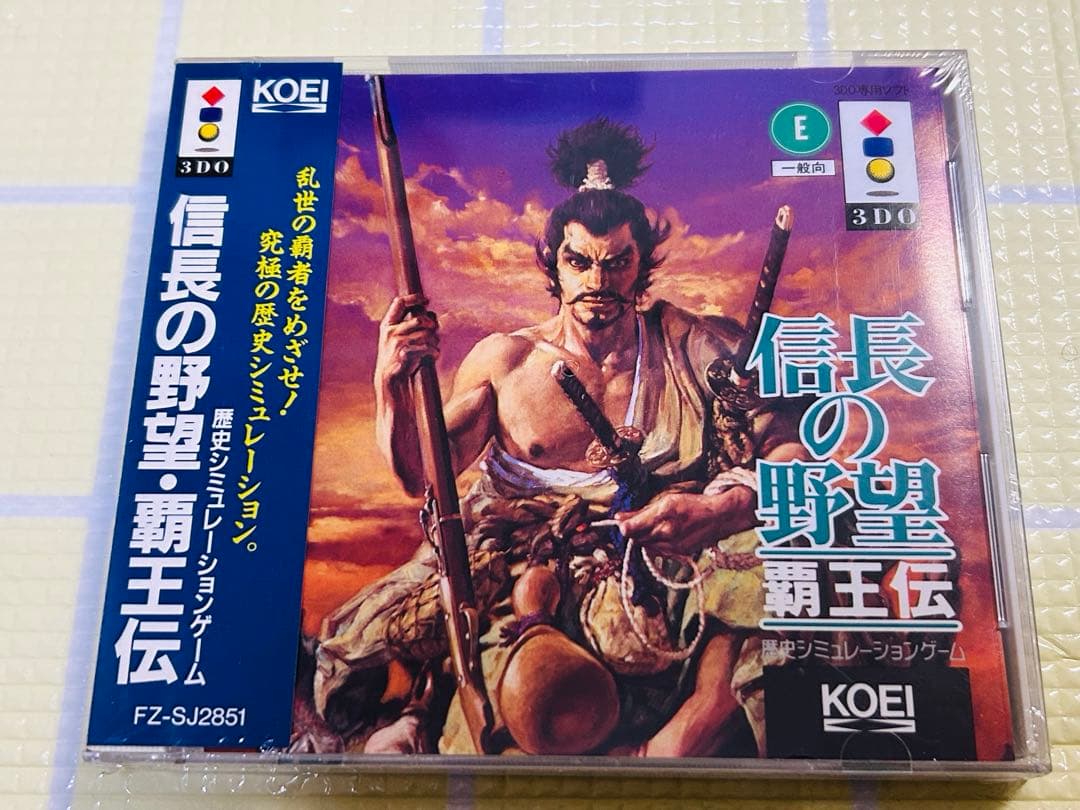 3DO
KOEI
乱世の覇者をめざせ！
究極の歴史シミュレーション。
信長の野望・覇王伝
歴史シミュレーションゲーム
FZ-SJ2851
3DO専用ソフト
E
一般向
3DO
信長
の
野望
覇王伝
歴史シミュレーションゲーム
KOEI